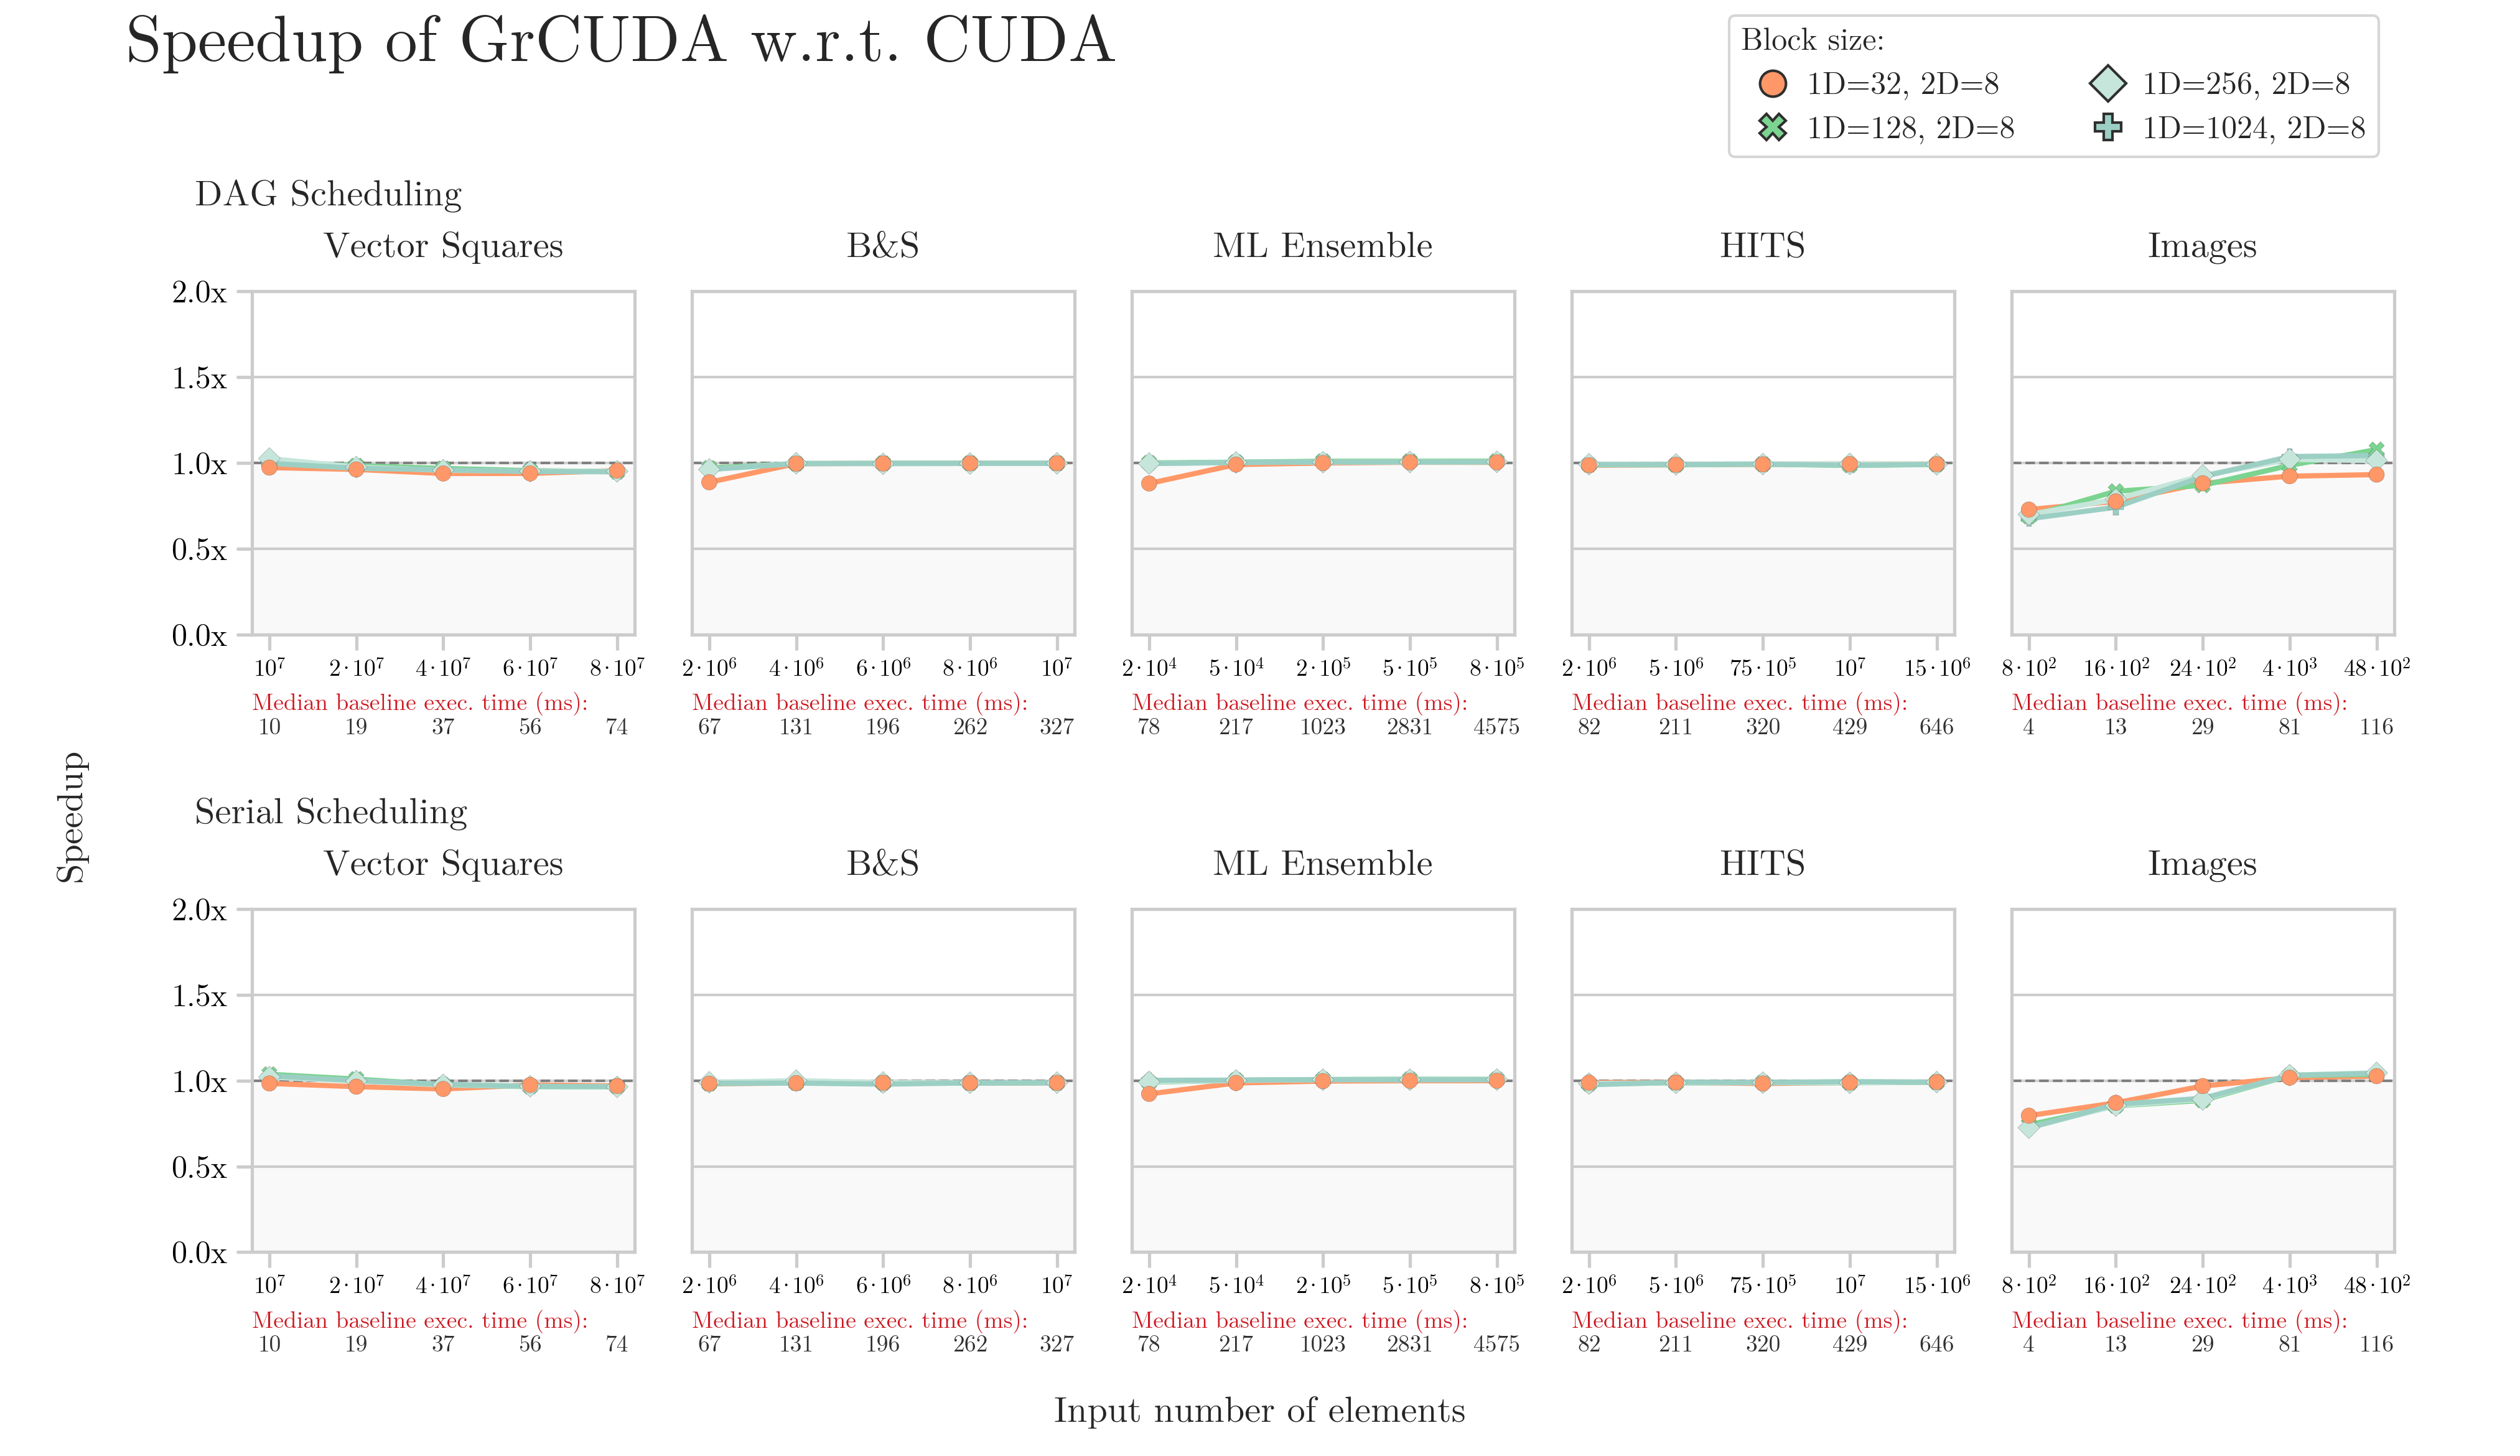 Speedup of GrCUDA w.r.t. CUDA
Block size:
1D=32, 2D=8
1D=256, 2D=8
1D=128, 2D=8
1D=1024, 2D=8
DAG Scheduling
Vector Squares
B&S
ML Ensemble
HITS
Images
2.0x
1.5x
1.0x
0.5x
0.0x
10⁷ 2·10⁷ 4·10⁷ 6·10⁷ 8·10⁷
2·10⁶ 4·10⁶ 6·10⁶ 8·10⁶ 10⁷
2·10⁴ 5·10⁴ 2·10⁵ 5·10⁵ 8·10⁵
2·10⁶ 5·10⁶ 75·10⁵ 10⁷ 15·10⁶
8·10² 16·10² 24·10² 4·10³ 48·10²
Median baseline exec. time (ms):
10 19 37 56 74
Median baseline exec. time (ms):
67 131 196 262 327
Median baseline exec. time (ms):
78 217 1023 2831 4575
Median baseline exec. time (ms):
82 211 320 429 646
Median baseline exec. time (ms):
4 13 29 81 116
Speedup
Serial Scheduling
Vector Squares
B&S
ML Ensemble
HITS
Images
2.0x
1.5x
1.0x
0.5x
0.0x
10⁷ 2·10⁷ 4·10⁷ 6·10⁷ 8·10⁷
2·10⁶ 4·10⁶ 6·10⁶ 8·10⁶ 10⁷
2·10⁴ 5·10⁴ 2·10⁵ 5·10⁵ 8·10⁵
2·10⁶ 5·10⁶ 75·10⁵ 10⁷ 15·10⁶
8·10² 16·10² 24·10² 4·10³ 48·10²
Median baseline exec. time (ms):
10 19 37 56 74
Median baseline exec. time (ms):
67 131 196 262 327
Median baseline exec. time (ms):
78 217 1023 2831 4575
Median baseline exec. time (ms):
82 211 320 429 646
Median baseline exec. time (ms):
4 13 29 81 116
Input number of elements